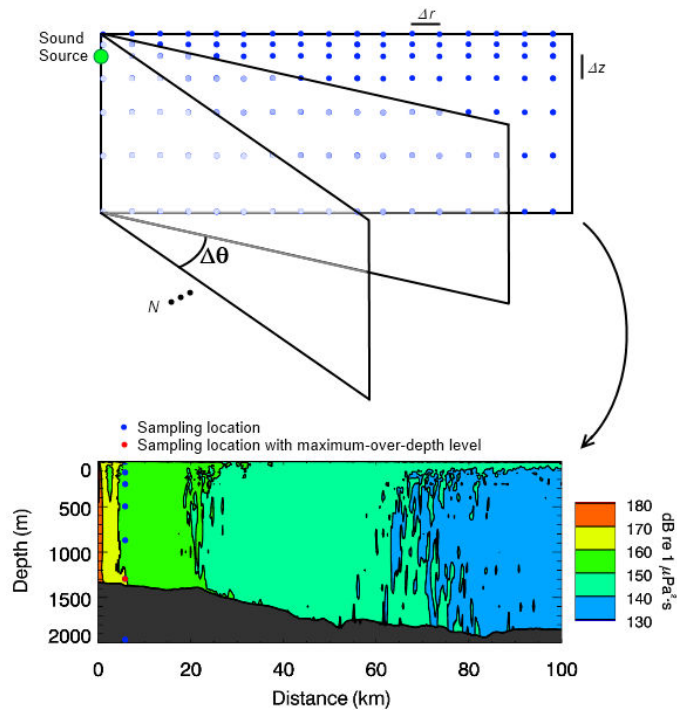 Δr
Sound
Source
Δz
Δθ
N
Sampling location
Sampling location with maximum-over-depth level
0
500
1000
1500
2000
Depth (m)
0
20
40
60
80
100
Distance (km)
180
170
160
150
140
130
dB re 1 μPa²·s